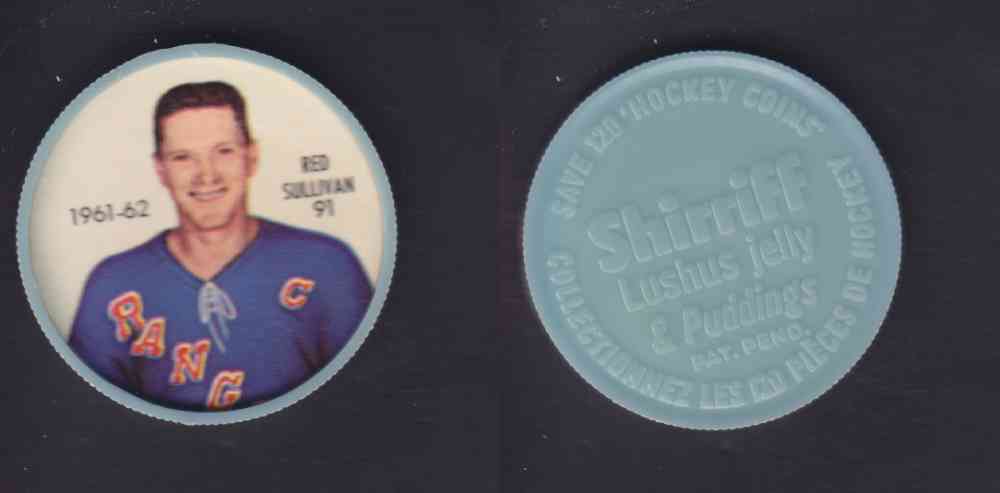 1961-62
RED
SULLIVAN
91
C
RANG
SAVE 120 "HOCKEY COINS"
Shirriff
Lushus jelly
& Puddings
PAT. PEND.
COLLECTIONNEZ LES 120 PIÈCES DE HOCKEY